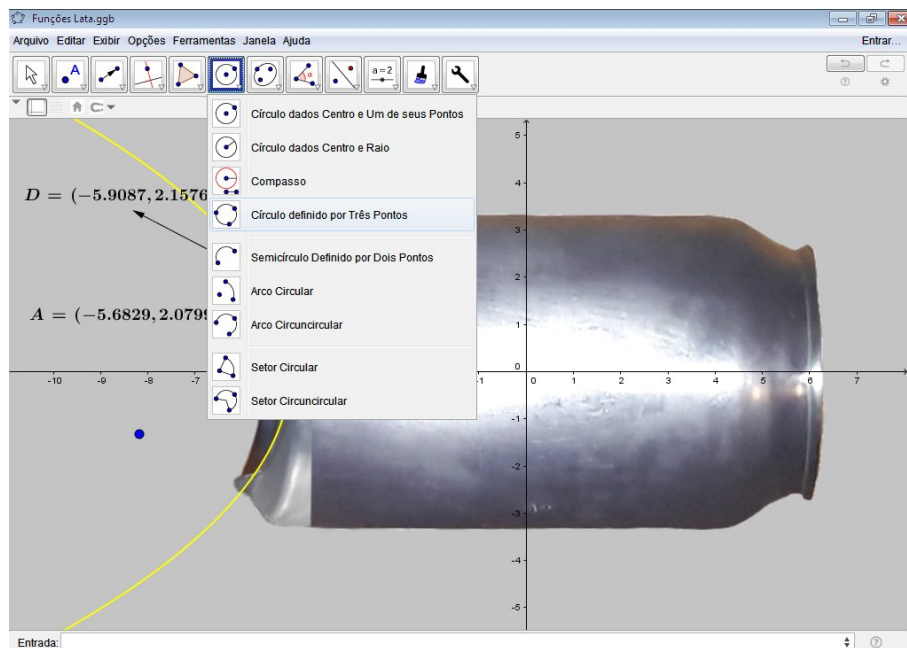 Funções Lata.ggb
Arquivo Editar Exibir Opções Ferramentas Janela Ajuda
Entrar...
a=2
Círculo dados Centro e Um de seus Pontos
Círculo dados Centro e Raio
Compasso
Círculo definido por Três Pontos
Semicírculo Definido por Dois Pontos
Arco Circular
Arco Circuncircular
Setor Circular
Setor Circuncircular
D = (−5.9087, 2.1576
A = (−5.6829, 2.079
5
4
3
2
1
0
-10 -9 -8 -7 -1 0 1 2 3 4 5 6 7
-1
-2
-3
-4
-5
Entrada: